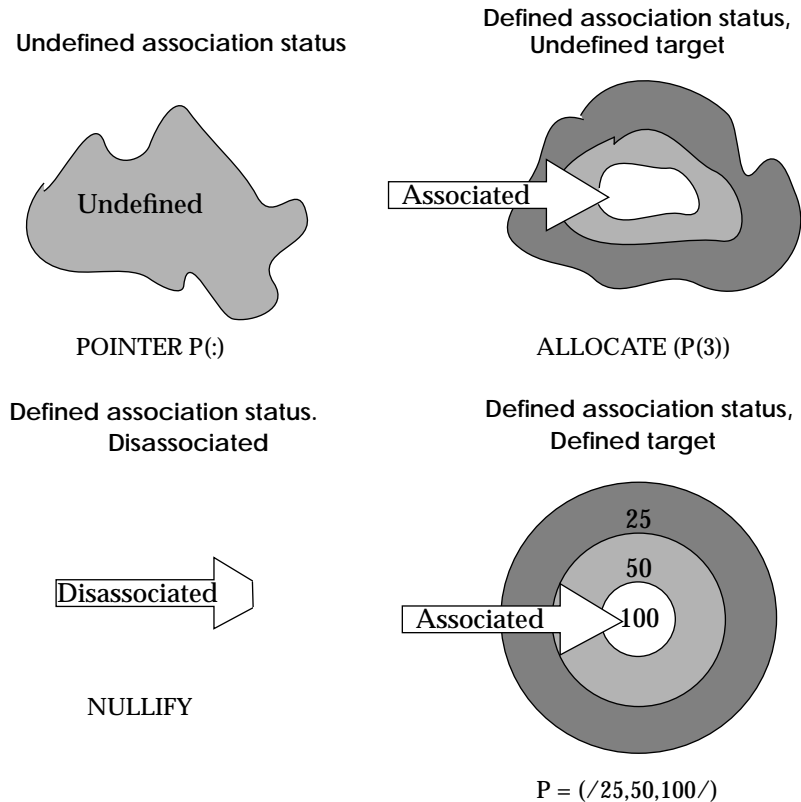 Undefined association status
Defined association status,
Undefined target
Undefined
Associated
POINTER P(:)
ALLOCATE (P(3))
Defined association status.
Disassociated
Defined association status,
Defined target
Disassociated
25
50
Associated
100
NULLIFY
P = (/25,50,100/)